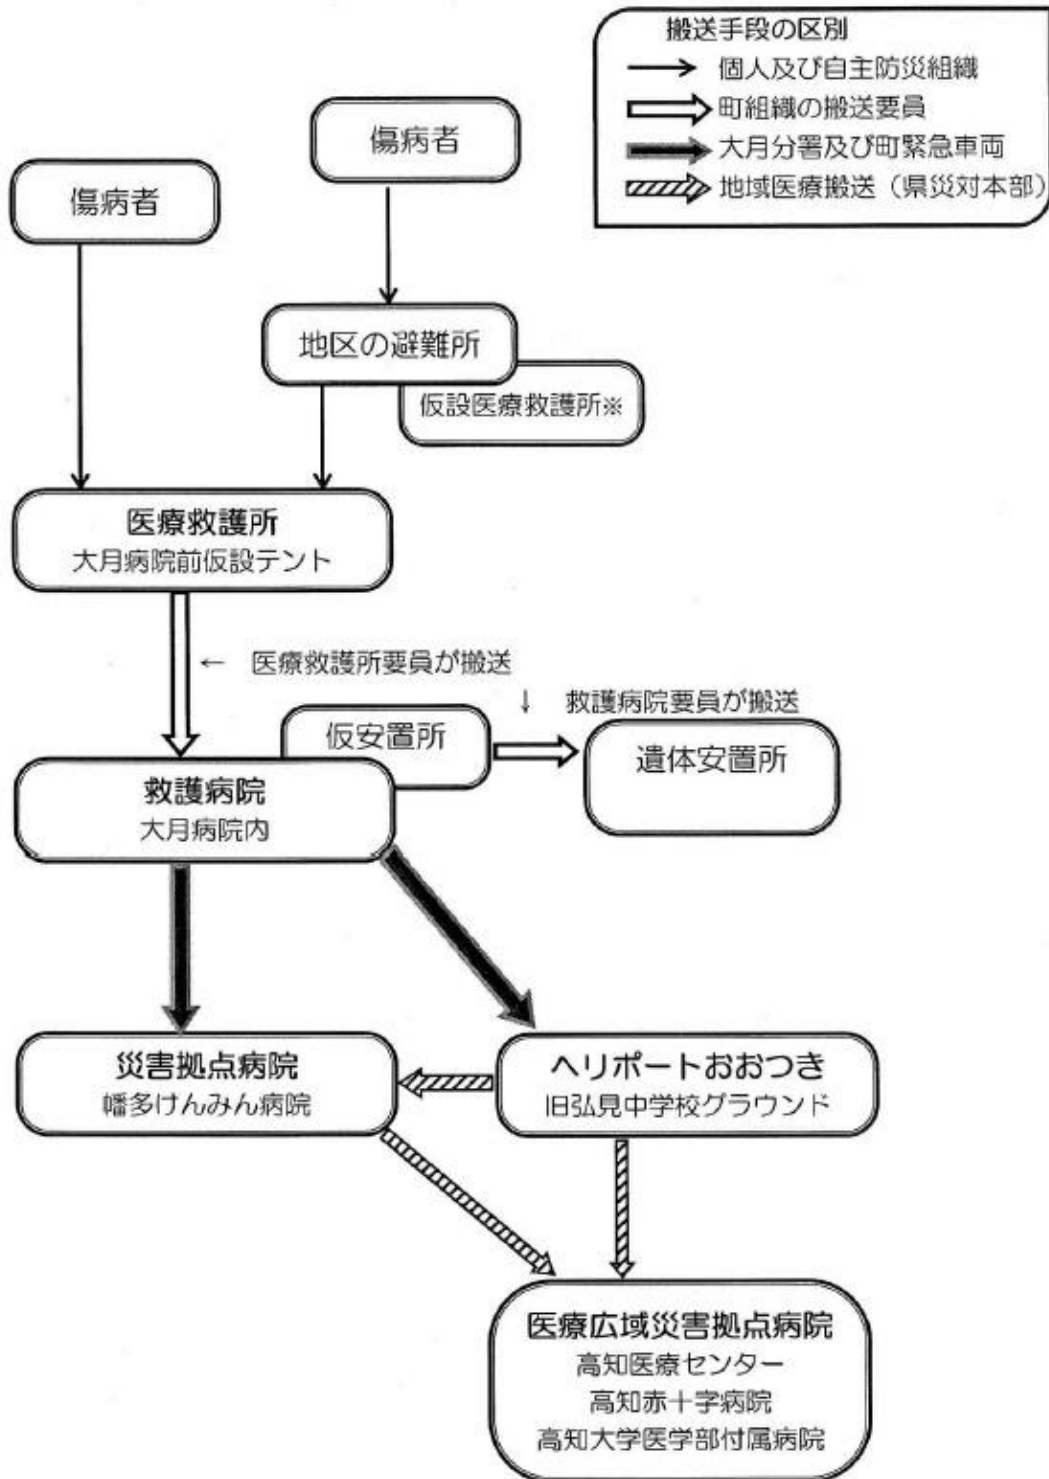 搬送手段の区別
個人及び自主防災組織
町組織の搬送要員
大月分署及び町緊急車両
地域医療搬送（県災対本部）
傷病者
傷病者
地区の避難所
仮設医療救護所※
医療救護所
大月病院前仮設テント
← 医療救護所要員が搬送
↓ 救護病院要員が搬送
仮安置所
遺体安置所
救護病院
大月病院内
災害拠点病院
幡多けんみん病院
ヘリポートおおつき
旧弘見中学校グラウンド
医療広域災害拠点病院
高知医療センター
高知赤十字病院
高知大学医学部付属病院